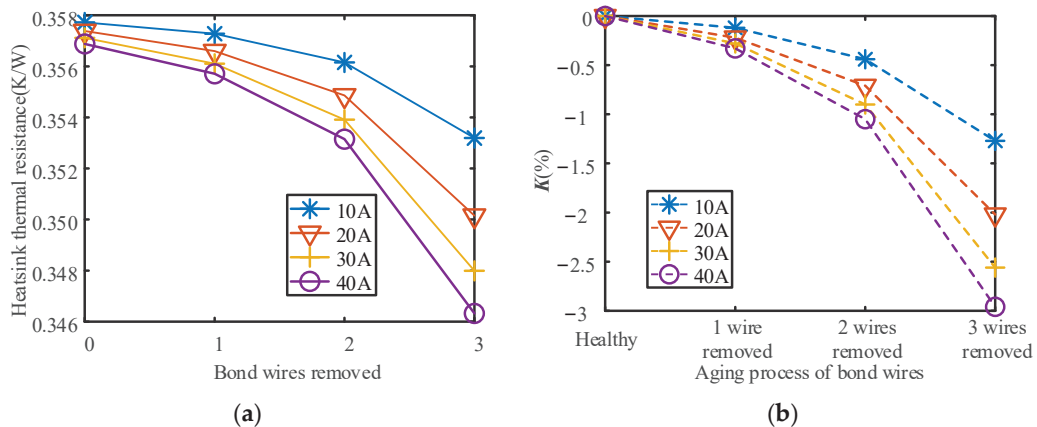 0.358
0.356
0.354
0.352
0.350
0.348
0.346
Heatsink thermal resistance(K/W)
10A
20A
30A
40A
0 1 2 3
Bond wires removed
(a)
0
−0.5
−1
−1.5
−2
−2.5
−3
K(%)
10A
20A
30A
40A
Healthy
1 wire
removed
2 wires
removed
3 wires
removed
Aging process of bond wires
(b)